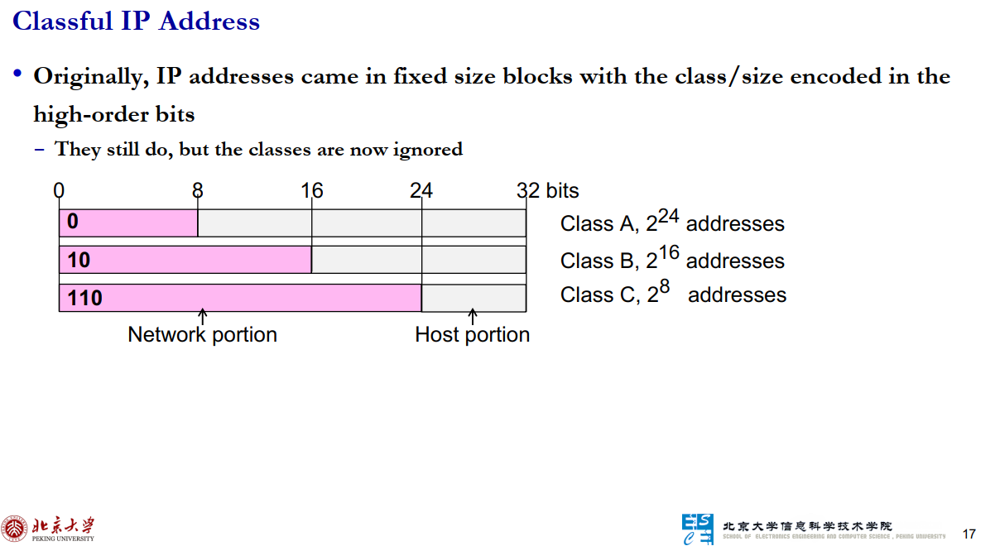 Classful IP Address
• Originally, IP addresses came in fixed size blocks with the class/size encoded in the
high-order bits
– They still do, but the classes are now ignored
0 8 16 24 32 bits
0 Class A, 2^24 addresses
10 Class B, 2^16 addresses
110 Class C, 2^8 addresses
Network portion Host portion
北京大学
PEKING UNIVERSITY
北京大学信息科学技术学院
SCHOOL OF ELECTRONICS ENGINEERING AND COMPUTER SCIENCE , PEKING UNIVERSITY
17